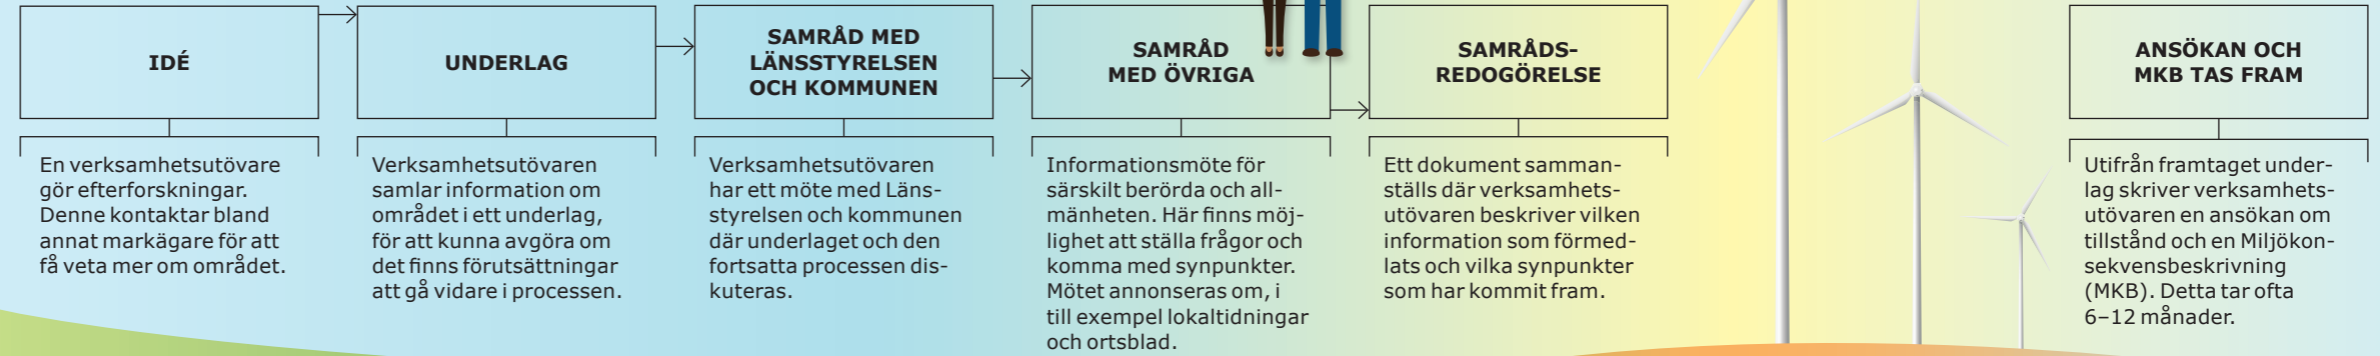 IDÉ
En verksamhetsutövare
gör efterforskningar.
Denne kontaktar bland
annat markägare för att
få veta mer om området.
UNDERLAG
Verksamhetsutövaren
samlar information om
området i ett underlag,
för att kunna avgöra om
det finns förutsättningar
att gå vidare i processen.
SAMRÅD MED
LÄNSSTYRELSEN
OCH KOMMUNEN
Verksamhetsutövaren
har ett möte med Läns-
styrelsen och kommunen
där underlaget och den
fortsatta processen dis-
kuteras.
SAMRÅD
MED ÖVRIGA
Informationsmöte för
särskilt berörda och all-
mänheten. Här finns möj-
lighet att ställa frågor och
komma med synpunkter.
Mötet annonseras om, i
till exempel lokaltidningar
och ortsblad.
SAMRÅDS-
REDOGÖRELSE
Ett dokument samman-
ställs där verksamhets-
utövaren beskriver vilken
information som förmed-
lats och vilka synpunkter
som har kommit fram.
ANSÖKAN OCH
MKB TAS FRAM
Utifrån framtaget under-
lag skriver verksamhets-
utövaren en ansökan om
tillstånd och en Miljökon-
sekvensbeskrivning
(MKB). Detta tar ofta
6–12 månader.